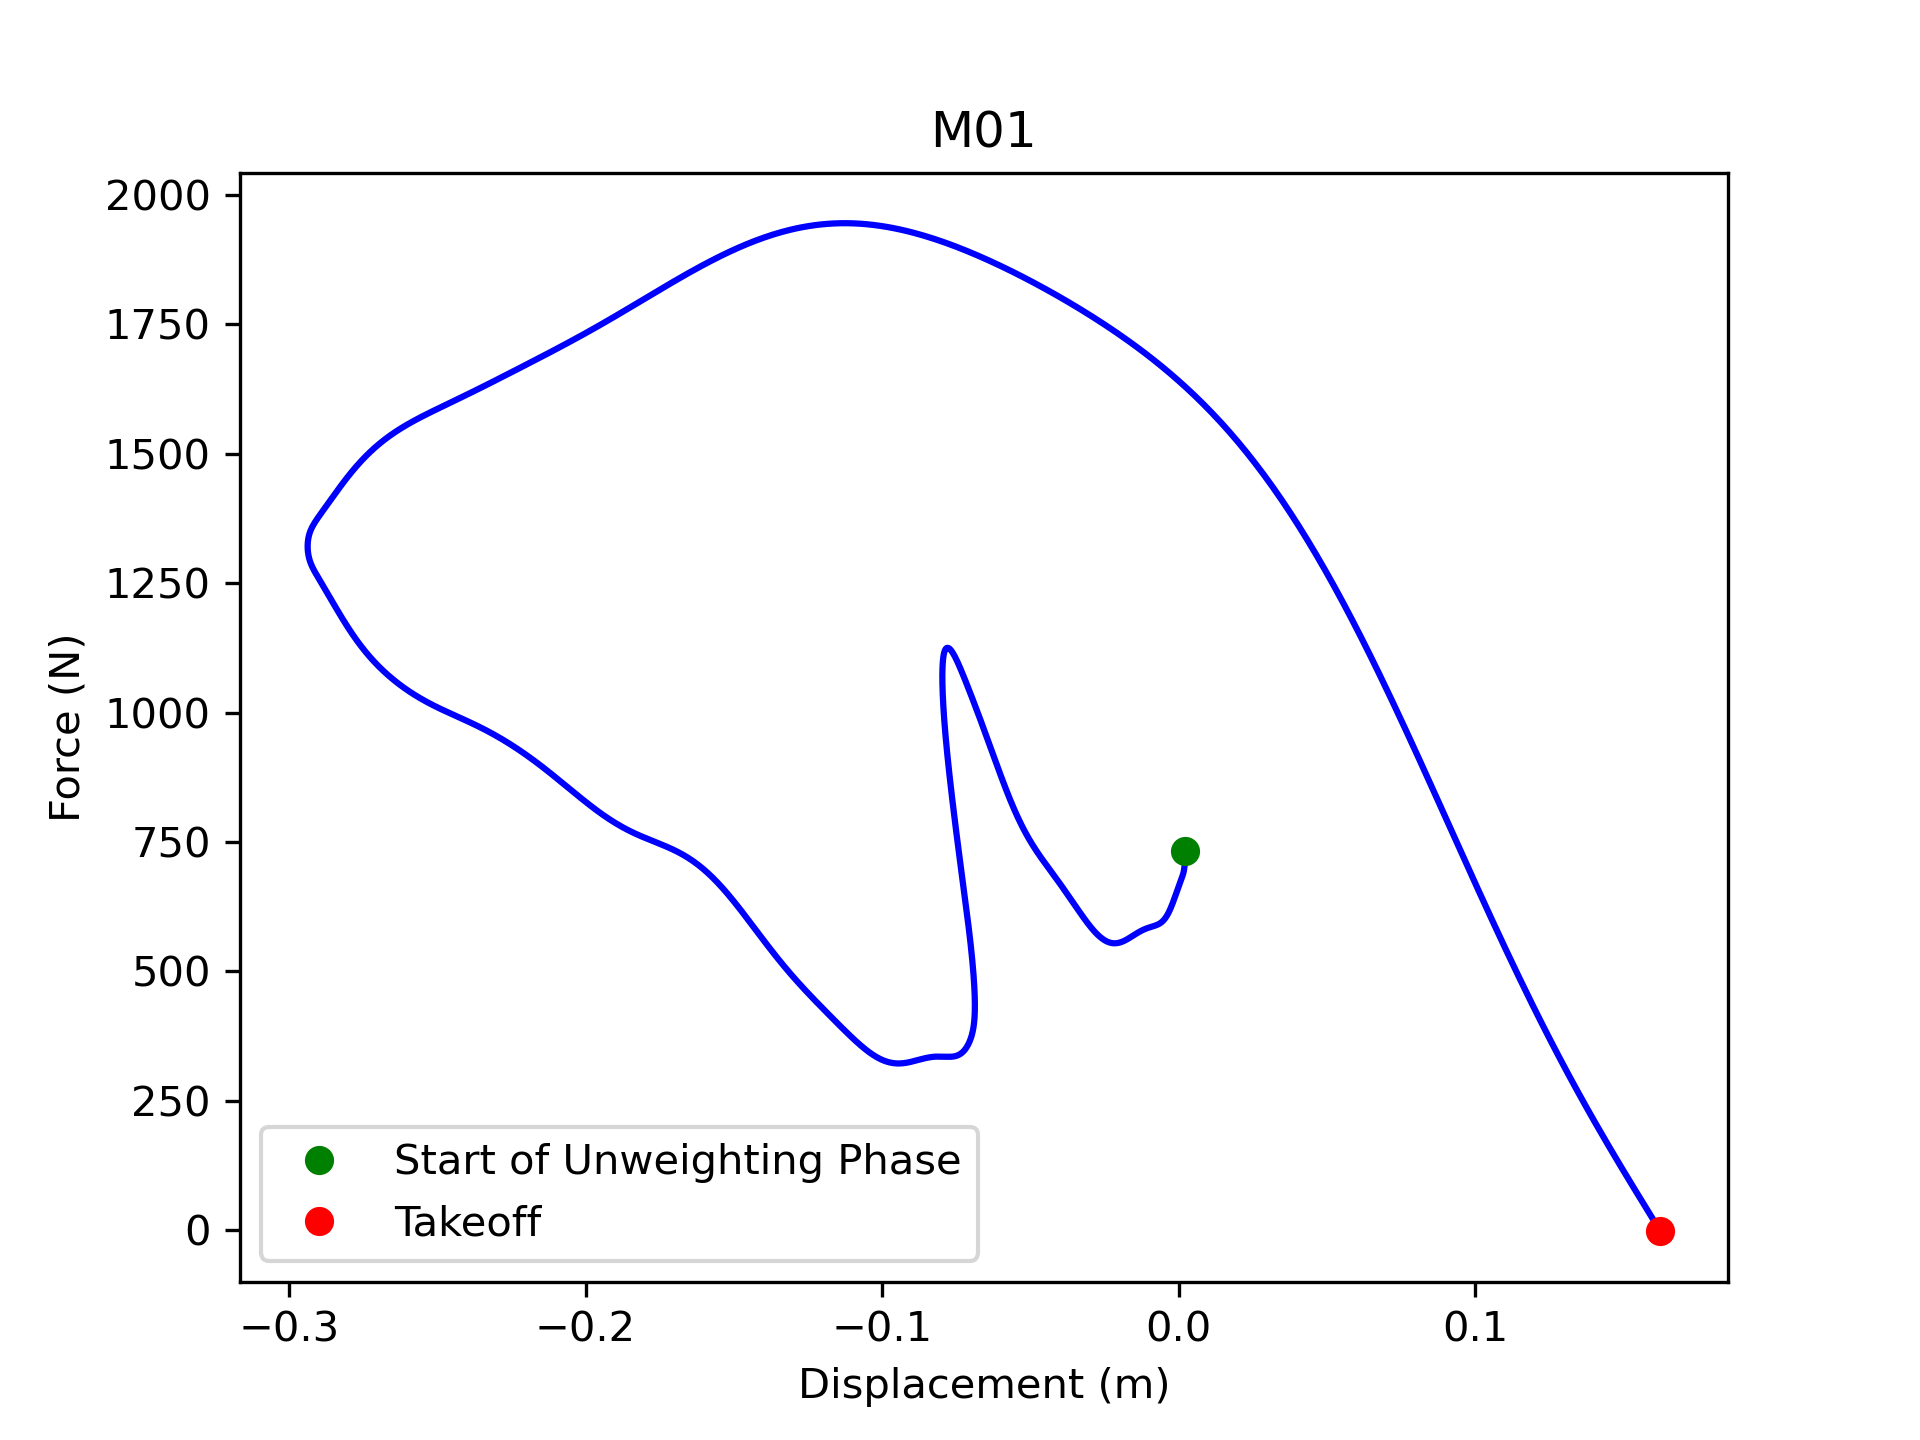 M01
2000
1750
1500
1250
1000
750
500
250
0
Force (N)
Start of Unweighting Phase
Takeoff
−0.3 −0.2 −0.1 0.0 0.1
Displacement (m)